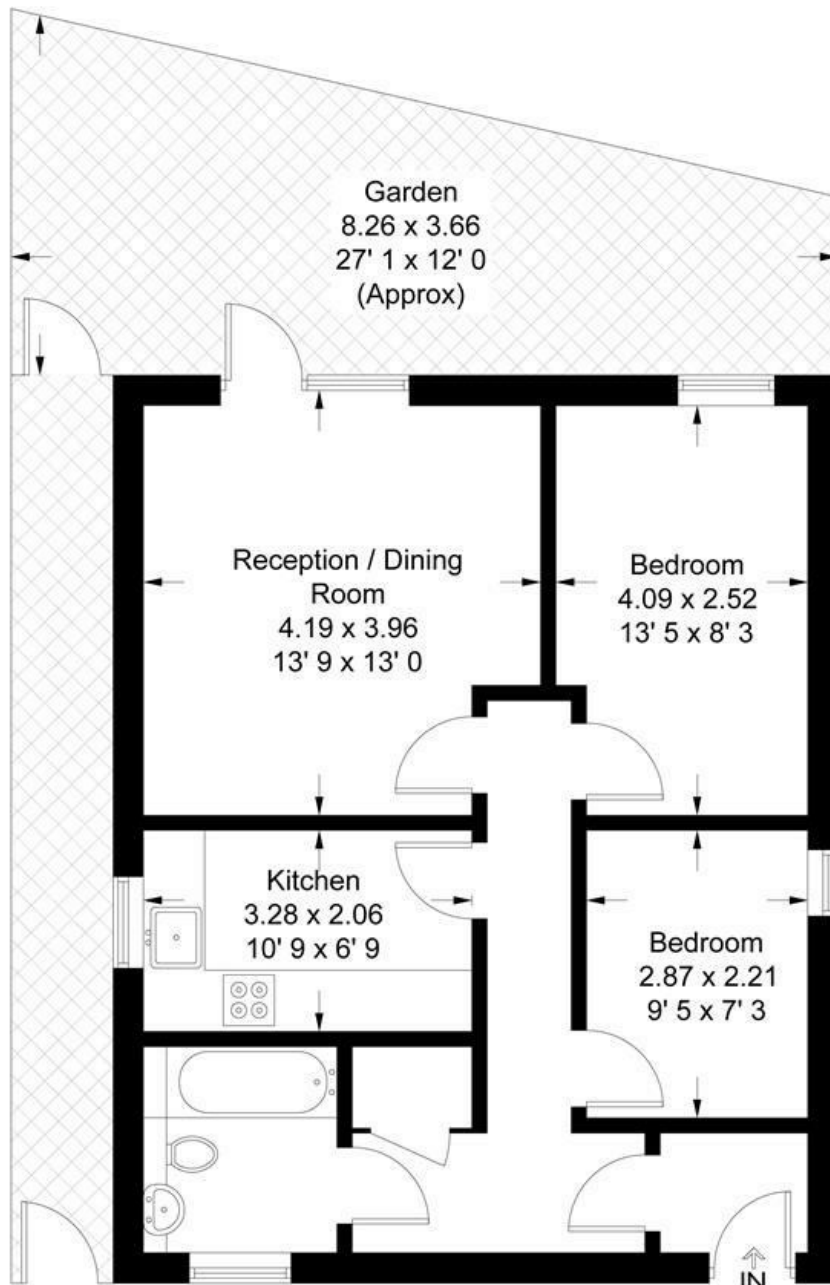 Garden
8.26 x 3.66
27' 1 x 12' 0
(Approx)
Reception / Dining
Room
4.19 x 3.96
13' 9 x 13' 0
Bedroom
4.09 x 2.52
13' 5 x 8' 3
Kitchen
3.28 x 2.06
10' 9 x 6' 9
Bedroom
2.87 x 2.21
9' 5 x 7' 3
IN